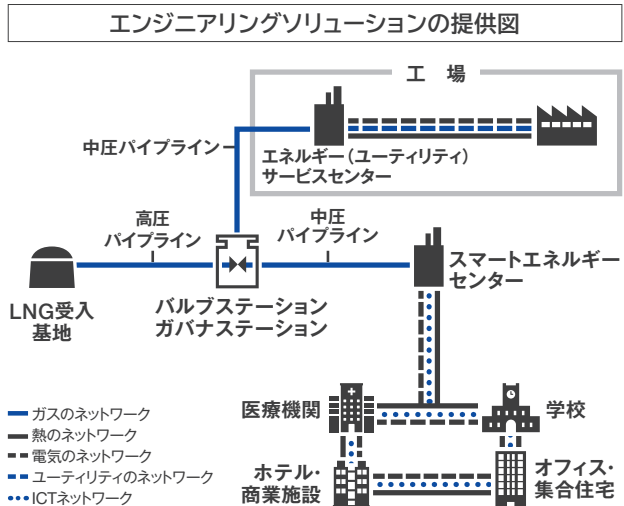 エンジニアリングソリューションの提供図
工 場
中圧パイプライン
エネルギー（ユーティリティ）
サービスセンター
高圧
パイプライン
中圧
パイプライン
スマートエネルギー
センター
LNG受入
基地
バルブステーション
ガバナステーション
医療機関
学校
ホテル・
商業施設
オフィス・
集合住宅
ガスのネットワーク
熱のネットワーク
電気のネットワーク
ユーティリティのネットワーク
ICTネットワーク